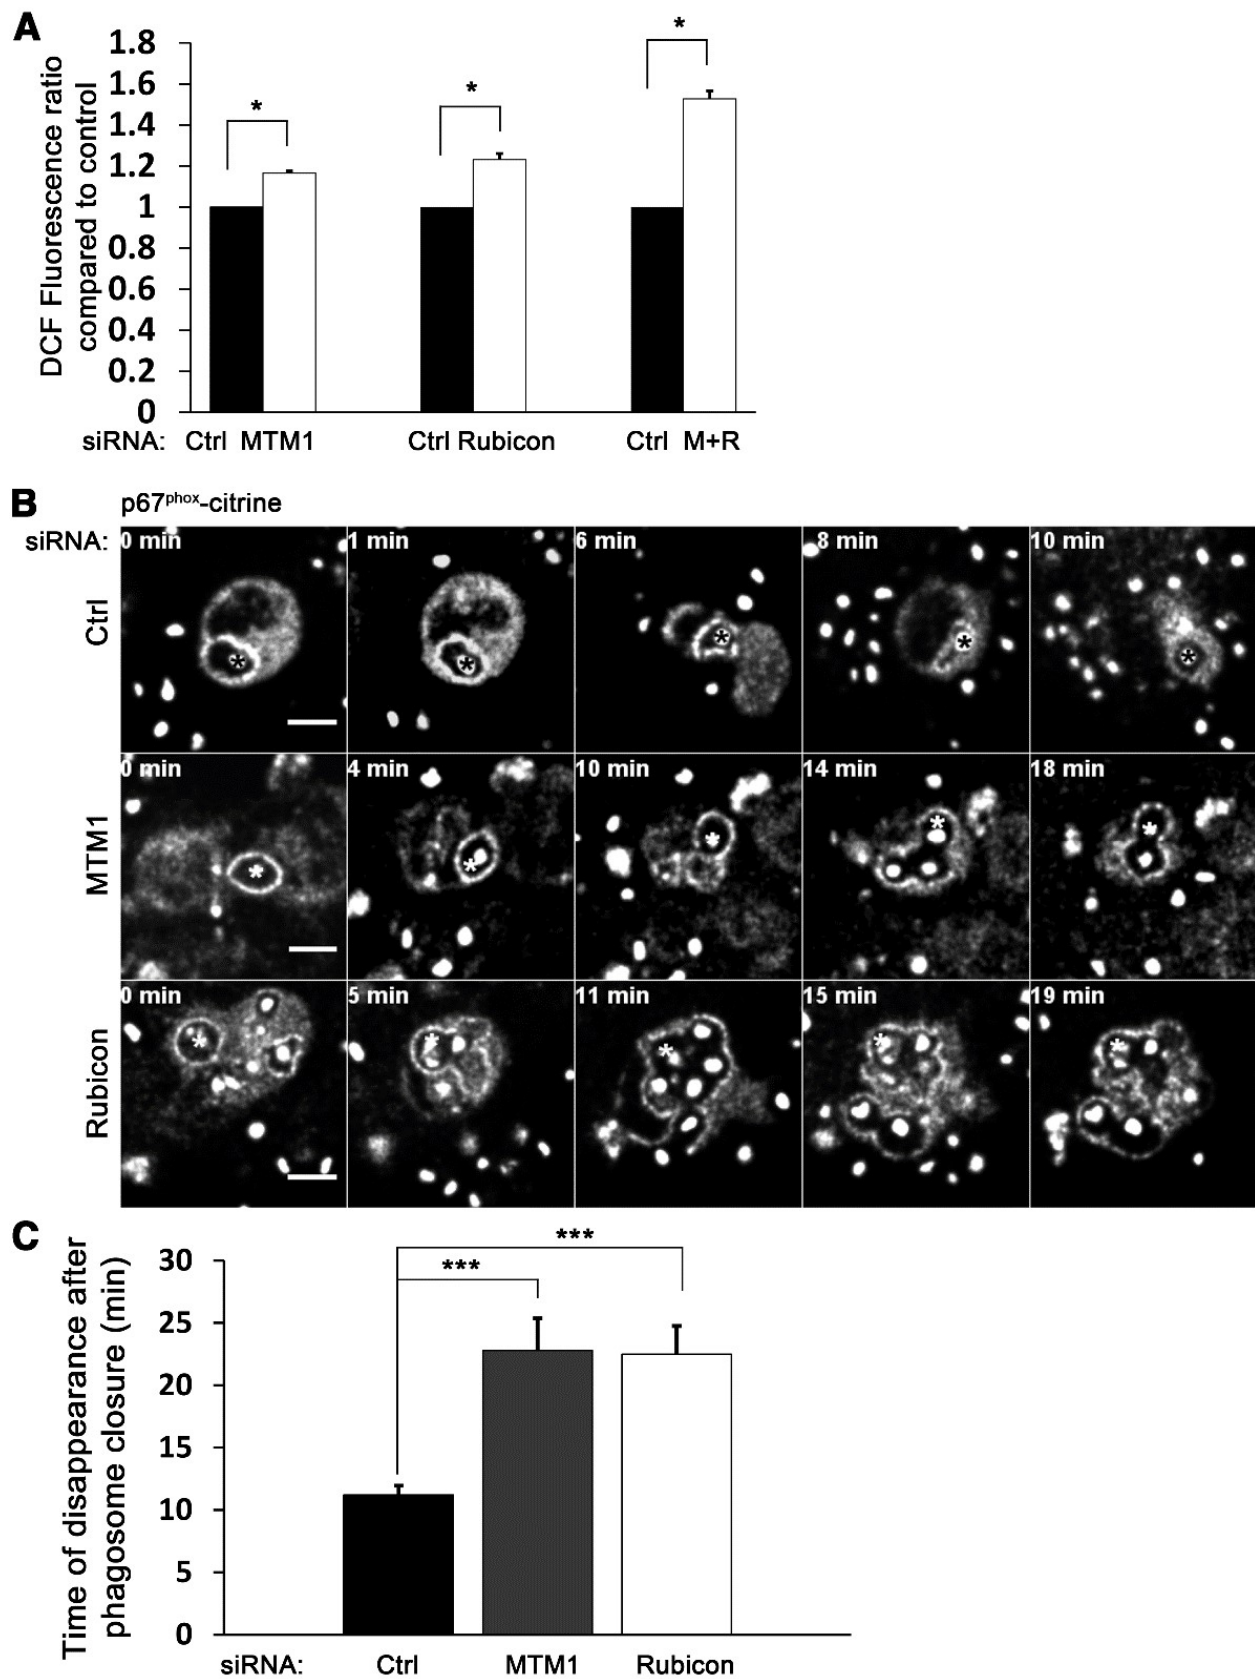 A
DCF Fluorescence ratio
compared to control
1.8
1.6
1.4
1.2
1
0.8
0.6
0.4
0.2
0
*
*
*
siRNA: Ctrl MTM1 Ctrl Rubicon Ctrl M+R
B
p67phox-citrine
siRNA:
Ctrl
0 min 1 min 6 min 8 min 10 min
* * * * *
MTM1
0 min 4 min 10 min 14 min 18 min
* * * * *
Rubicon
0 min 5 min 11 min 15 min 19 min
* * * * *
C
Time of disappearance after
phagosome closure (min)
30
25
20
15
10
5
0
***
***
siRNA: Ctrl MTM1 Rubicon